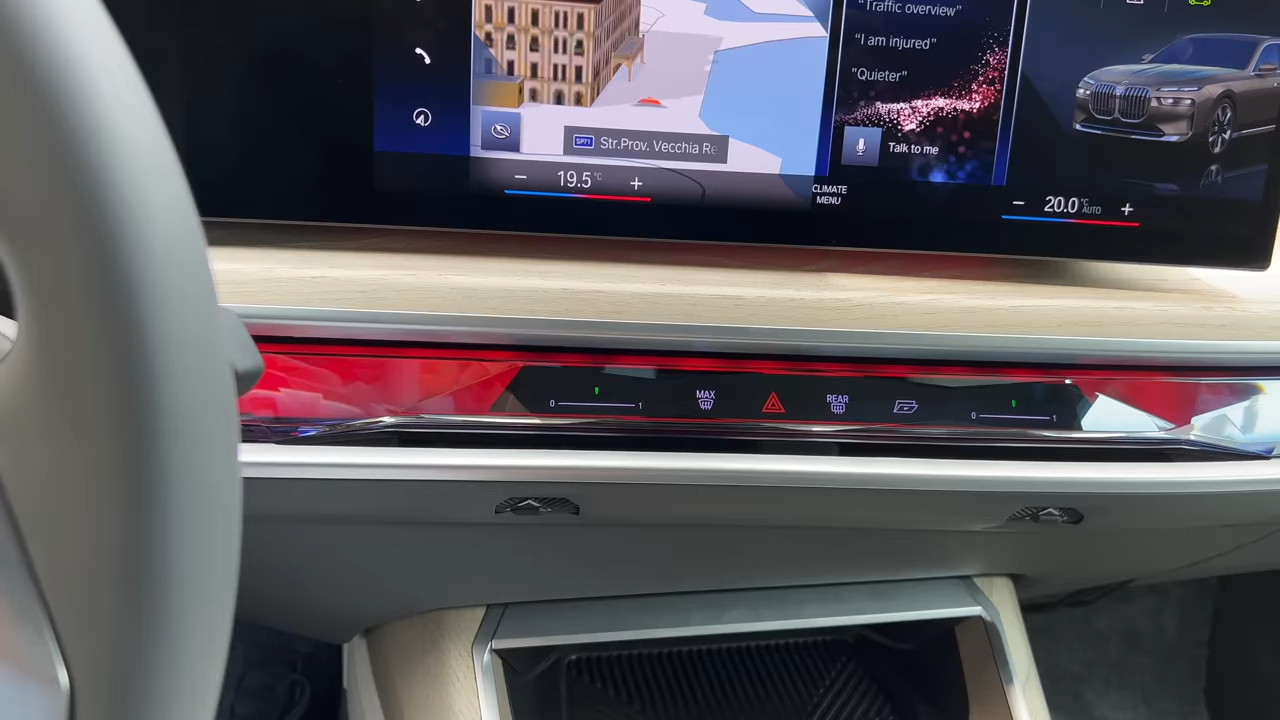 "Traffic overview"
"I am injured"
"Quieter"
Talk to me
SP71 Str.Prov. Vecchia Re
− 19.5 °C +
CLIMATE
MENU
− 20.0 °C AUTO +
0 1
MAX
REAR
0 1